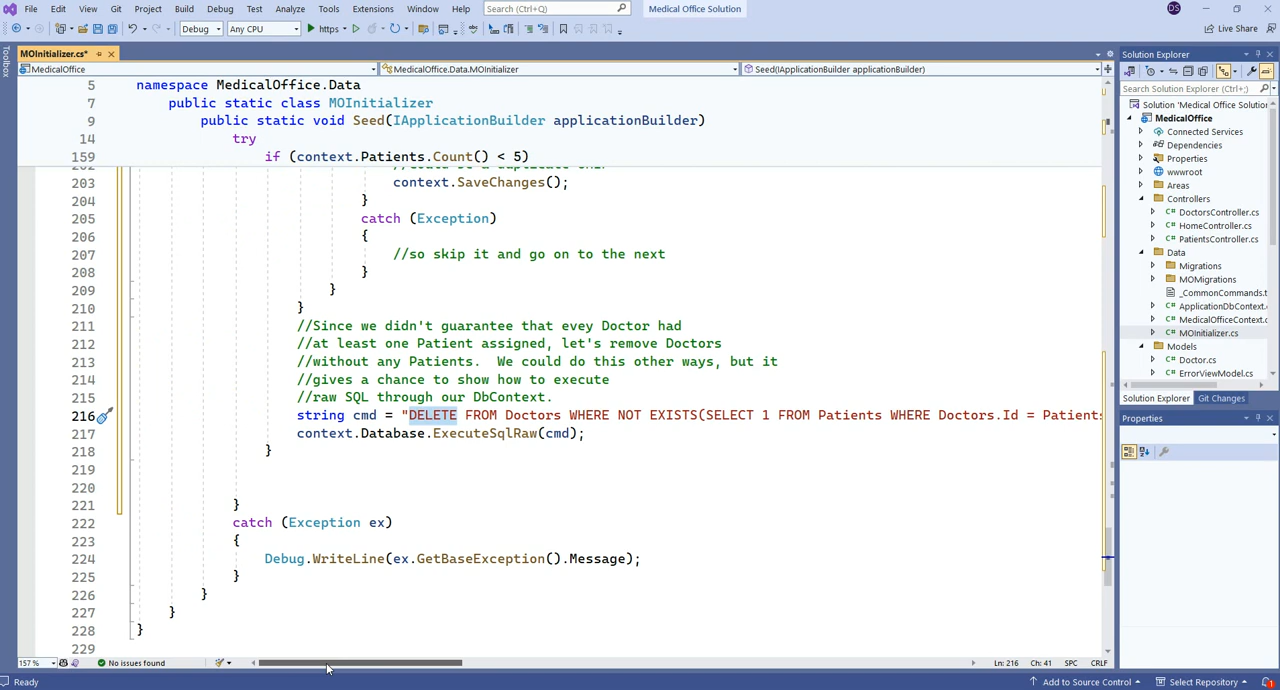 File Edit View Git Project Build Debug Test Analyze Tools Extensions Window Help Search (Ctrl+Q) Medical Office Solution DS
Debug Any CPU https Live Share
Toolbox
MOInitializer.cs*
MedicalOffice MedicalOffice.Data.MOInitializer Seed(IApplicationBuilder applicationBuilder)
5 namespace MedicalOffice.Data
7 public static class MOInitializer
9 public static void Seed(IApplicationBuilder applicationBuilder)
14 try
159 if (context.Patients.Count() < 5)
203 context.SaveChanges();
204 }
205 catch (Exception)
206 {
207 //so skip it and go on to the next
208 }
209 }
210 }
211 //Since we didn't guarantee that evey Doctor had
212 //at least one Patient assigned, let's remove Doctors
213 //without any Patients.  We could do this other ways, but it
214 //gives a chance to show how to execute
215 //raw SQL through our DbContext.
216 string cmd = "DELETE FROM Doctors WHERE NOT EXISTS(SELECT 1 FROM Patients WHERE Doctors.Id = Patients
217 context.Database.ExecuteSqlRaw(cmd);
218 }
219
220
221 }
222 catch (Exception ex)
223 {
224 Debug.WriteLine(ex.GetBaseException().Message);
225 }
226 }
227 }
228 }
229
157 % No issues found Ln: 216 Ch: 41 SPC CRLF
Ready Add to Source Control Select Repository 1
Solution Explorer
Search Solution Explorer (Ctrl+;)
Solution 'Medical Office Solution
MedicalOffice
Connected Services
Dependencies
Properties
wwwroot
Areas
Controllers
DoctorsController.cs
HomeController.cs
PatientsController.cs
Data
Migrations
MOMigrations
_CommonCommands.t
ApplicationDbContext.c
MedicalOfficeContext.c
MOInitializer.cs
Models
Doctor.cs
ErrorViewModel.cs
Solution Explorer Git Changes
Properties